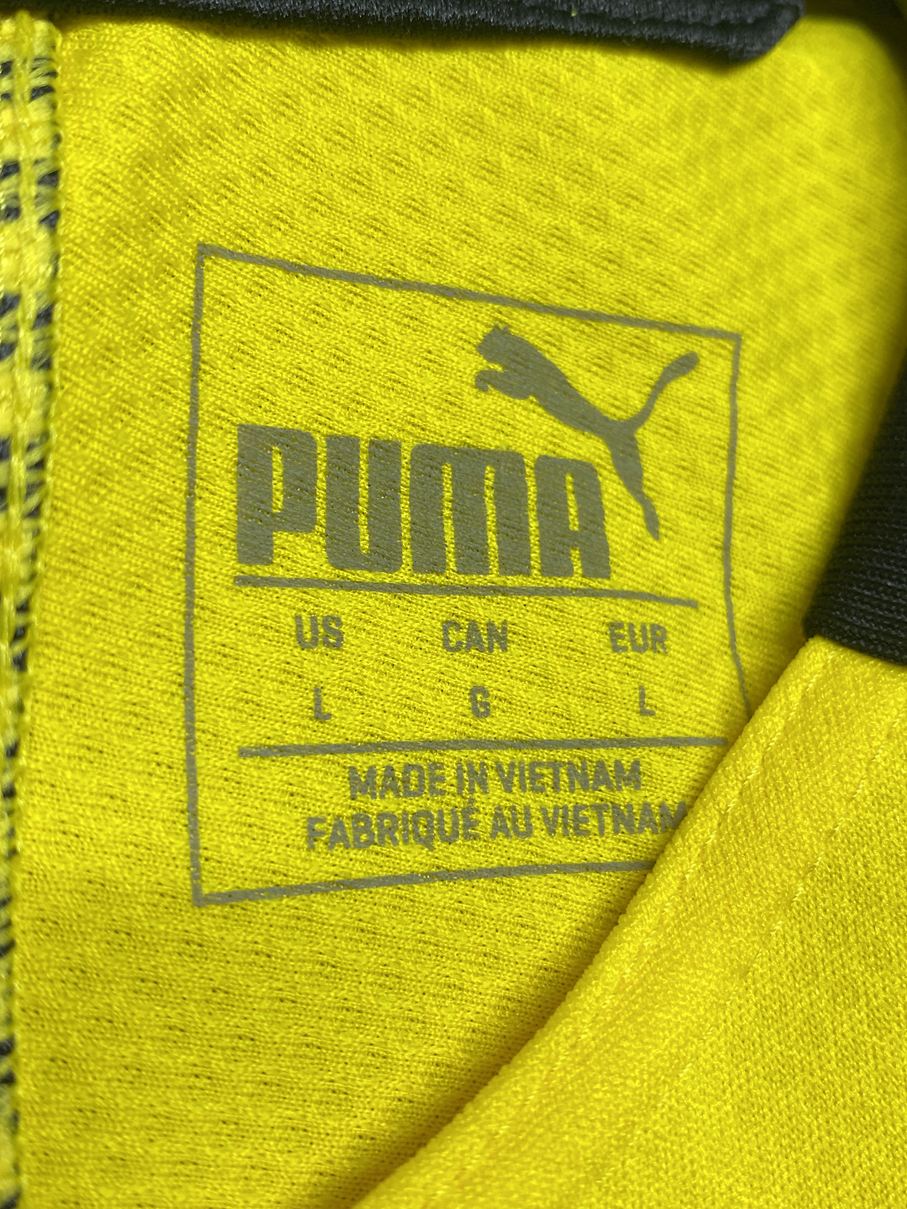 PUMA
US CAN EUR
L G L
MADE IN VIETNAM
FABRIQUÉ AU VIETNAM